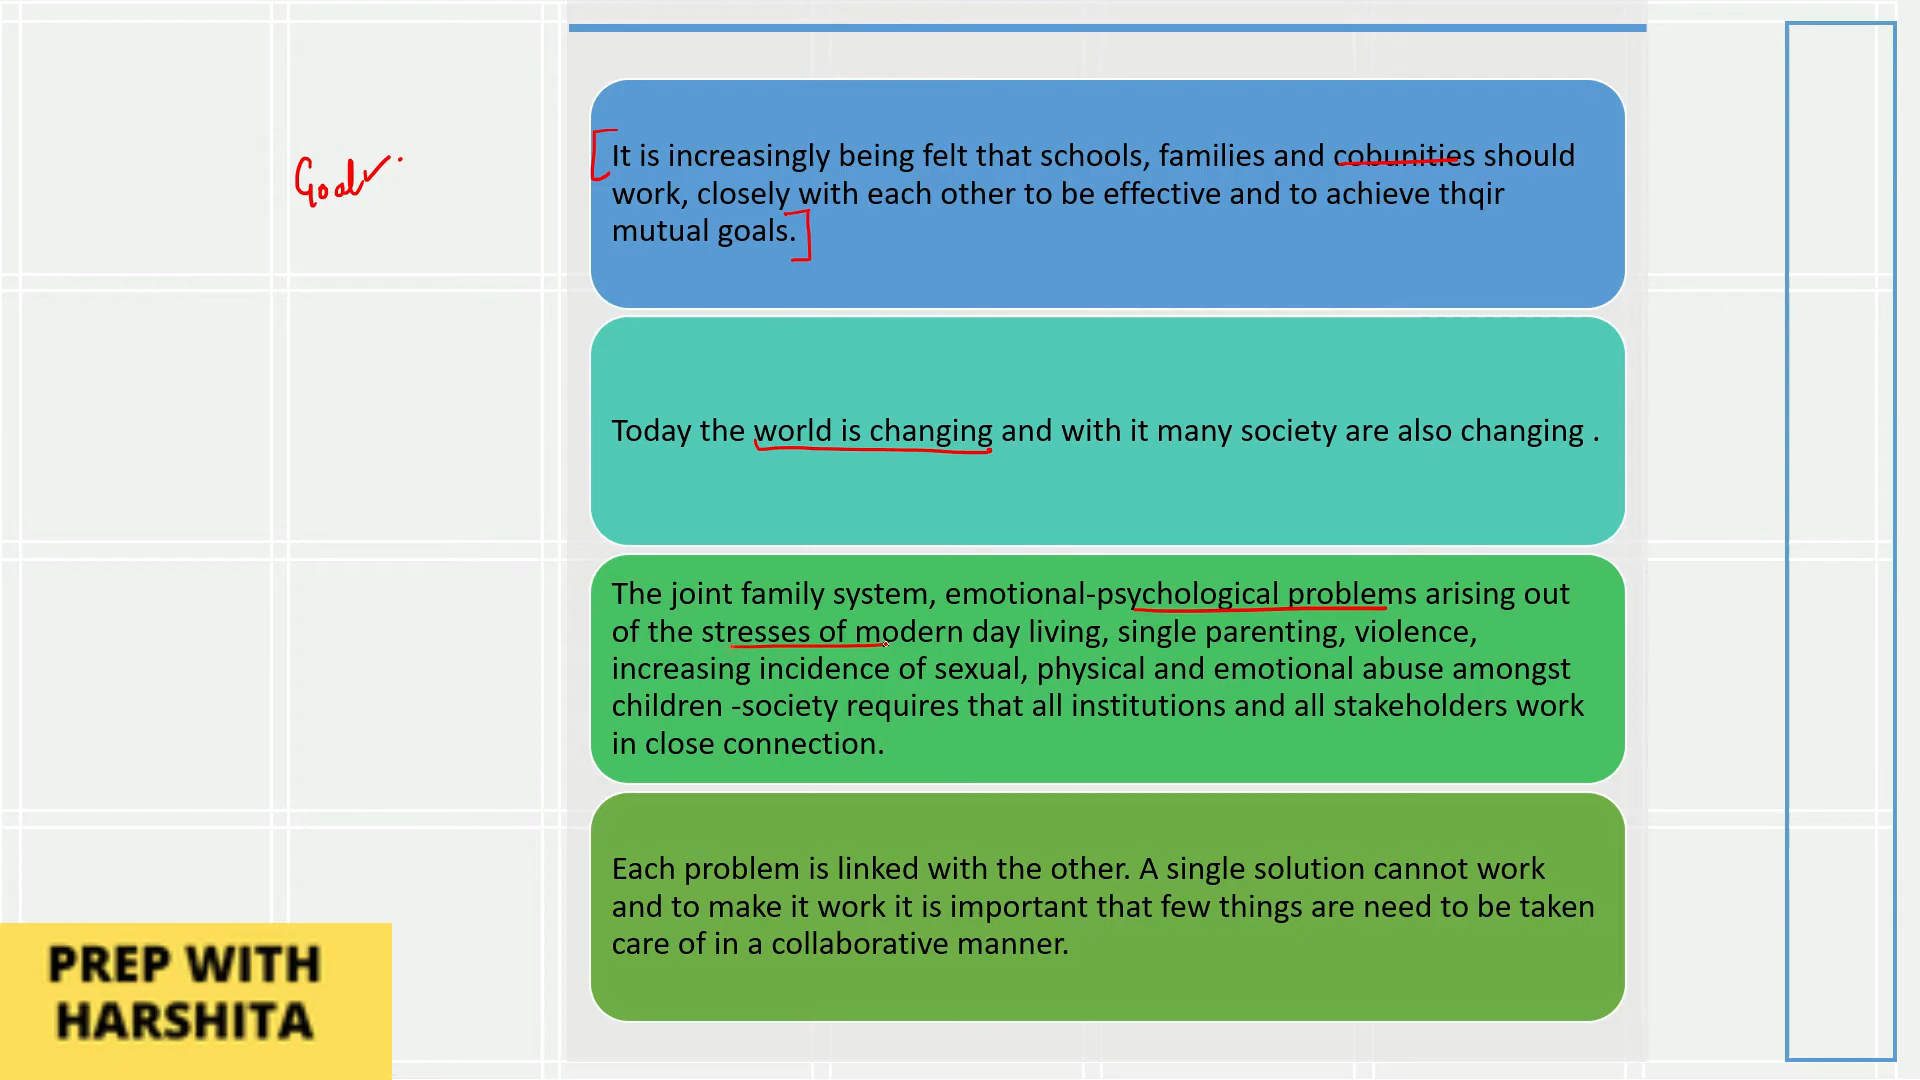 Goal
It is increasingly being felt that schools, families and cobunities should
work, closely with each other to be effective and to achieve thqir
mutual goals.
Today the world is changing and with it many society are also changing .
The joint family system, emotional-psychological problems arising out
of the stresses of modern day living, single parenting, violence,
increasing incidence of sexual, physical and emotional abuse amongst
children -society requires that all institutions and all stakeholders work
in close connection.
Each problem is linked with the other. A single solution cannot work
and to make it work it is important that few things are need to be taken
care of in a collaborative manner.
PREP WITH
HARSHITA